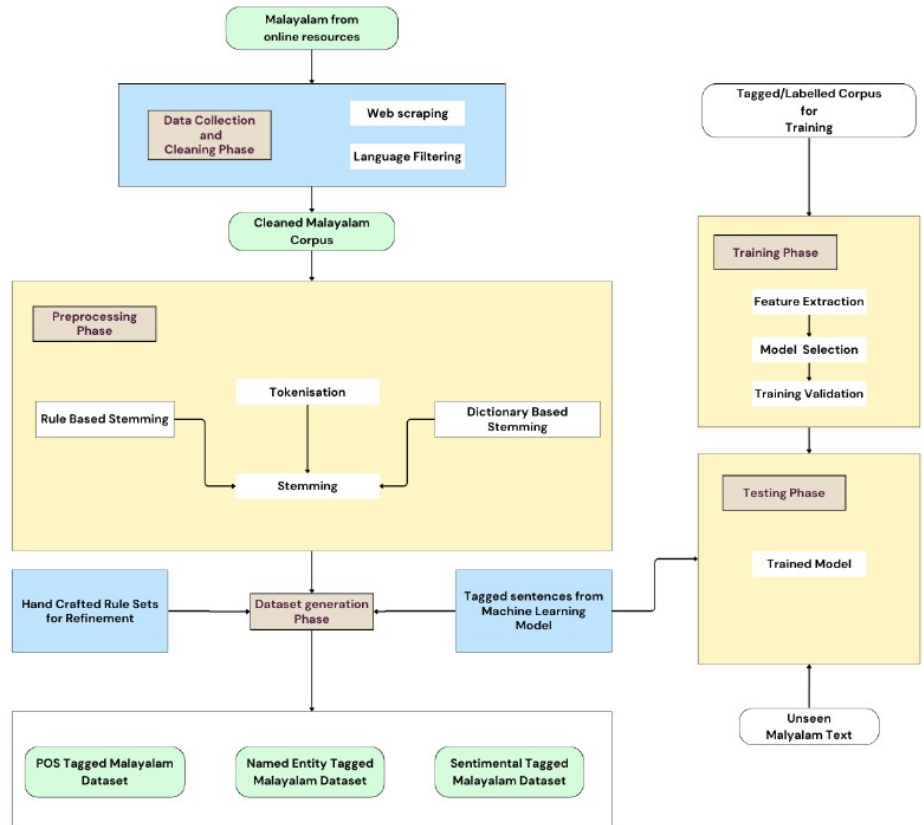 Malayalam from
online resources
Data Collection
and
Cleaning Phase
Web scraping
Language Filtering
Cleaned Malayalam
Corpus
Preprocessing
Phase
Tokenisation
Rule Based Stemming
Dictionary Based
Stemming
Stemming
Hand Crafted Rule Sets
for Refinement
Dataset generation
Phase
Tagged sentences from
Machine Learning
Model
POS Tagged Malayalam
Dataset
Named Entity Tagged
Malayalam Dataset
Sentimental Tagged
Malayalam Dataset
Tagged/Labelled Corpus
for
Training
Training Phase
Feature Extraction
Model Selection
Training Validation
Testing Phase
Trained Model
Unseen
Malyalam Text